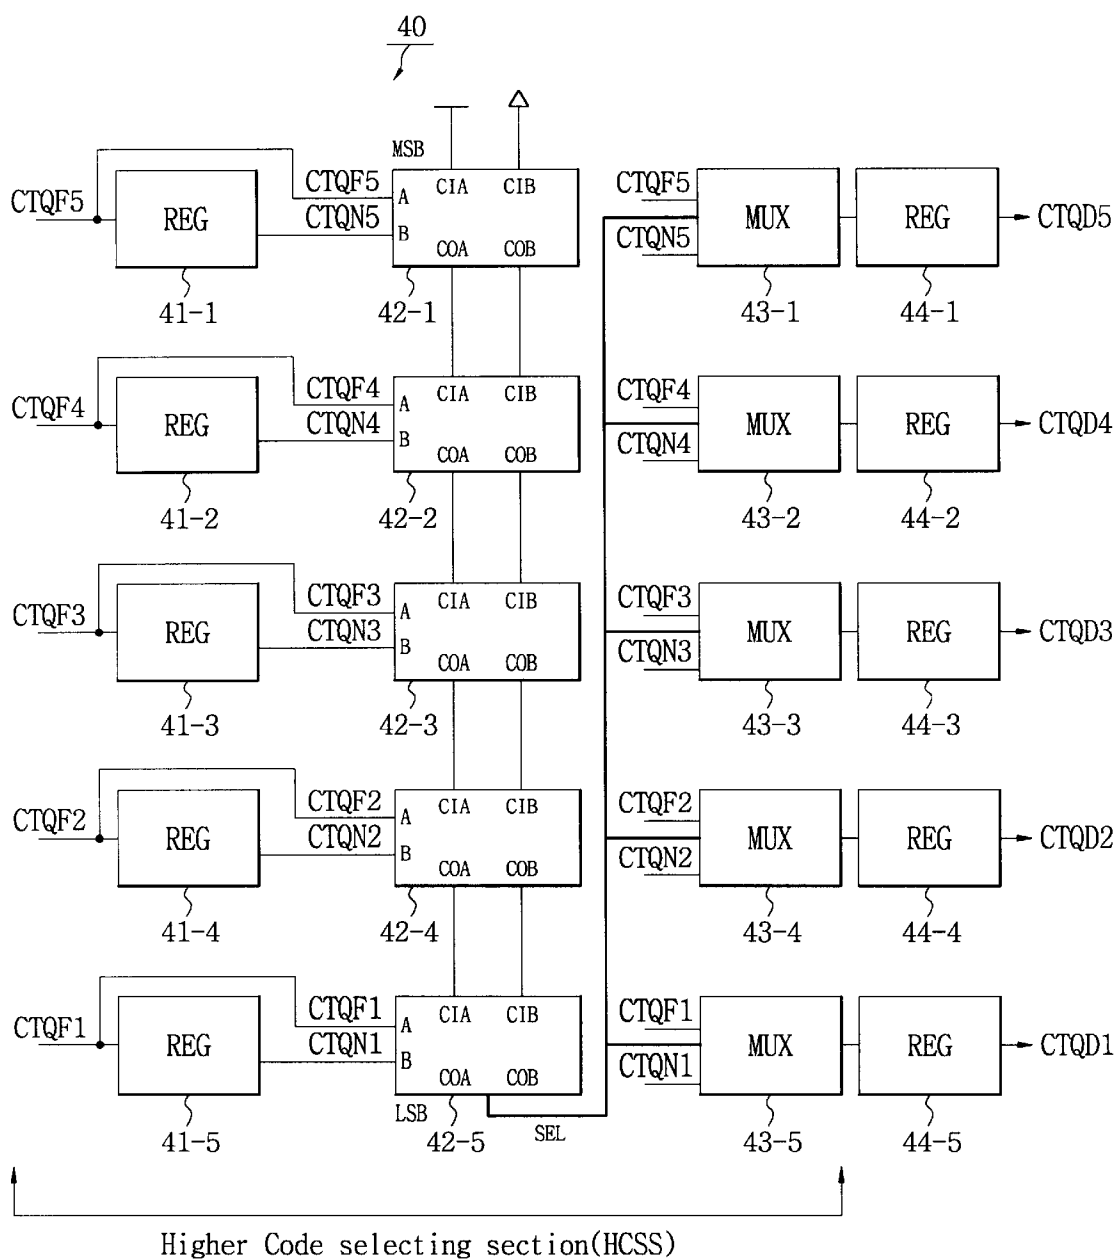 40
MSB
CTQF5 REG CTQF5 CTQN5 A B CIA CIB COA COB CTQF5 CTQN5 MUX REG CTQD5
41-1 42-1 43-1 44-1
CTQF4 REG CTQF4 CTQN4 A B CIA CIB COA COB CTQF4 CTQN4 MUX REG CTQD4
41-2 42-2 43-2 44-2
CTQF3 REG CTQF3 CTQN3 A B CIA CIB COA COB CTQF3 CTQN3 MUX REG CTQD3
41-3 42-3 43-3 44-3
CTQF2 REG CTQF2 CTQN2 A B CIA CIB COA COB CTQF2 CTQN2 MUX REG CTQD2
41-4 42-4 43-4 44-4
CTQF1 REG CTQF1 CTQN1 A B CIA CIB COA COB CTQF1 CTQN1 MUX REG CTQD1
LSB SEL
41-5 42-5 43-5 44-5
Higher Code selecting section(HCSS)